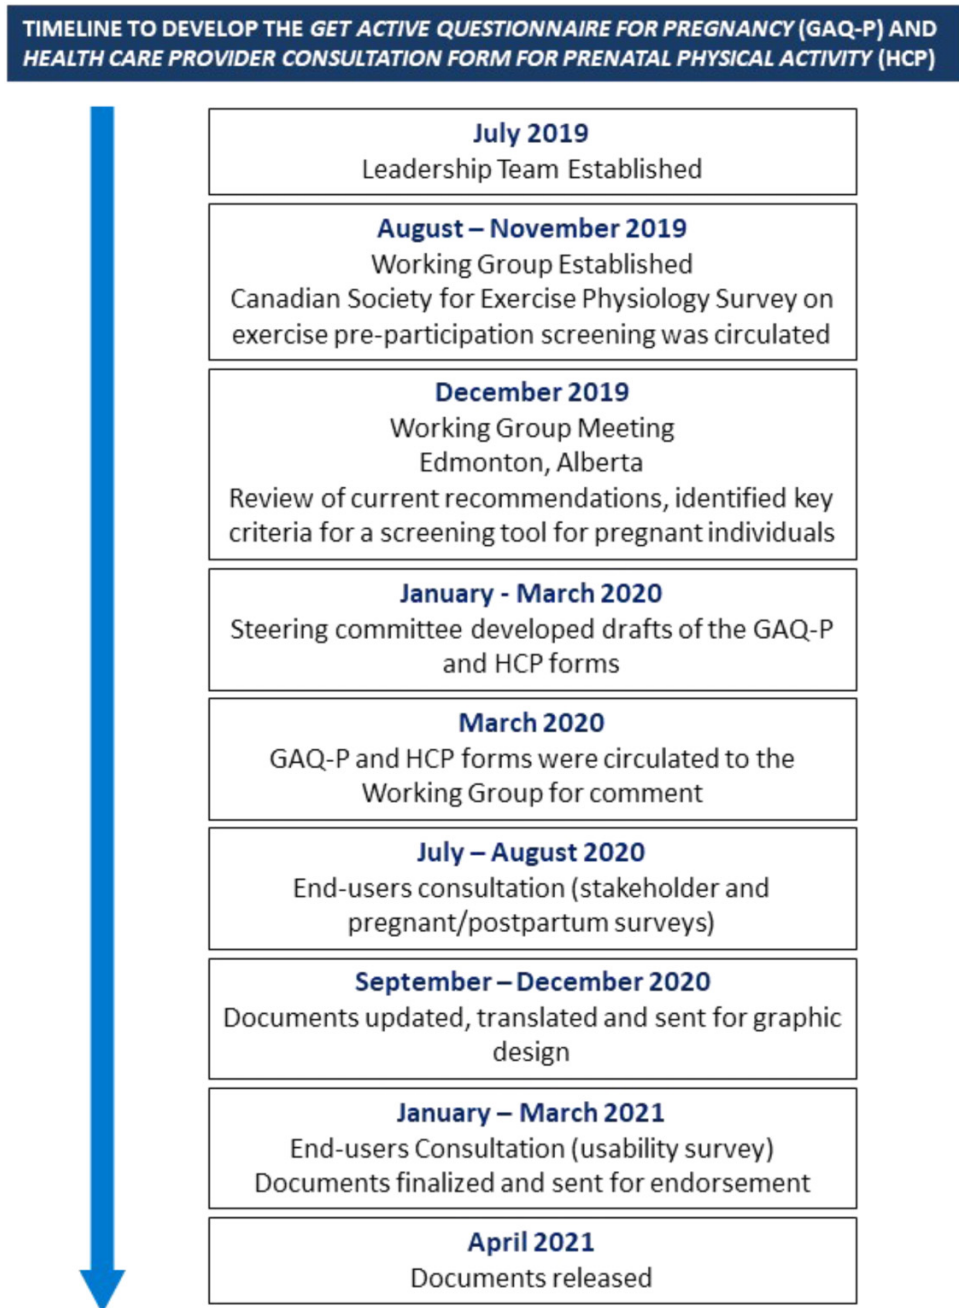 TIMELINE TO DEVELOP THE GET ACTIVE QUESTIONNAIRE FOR PREGNANCY (GAQ-P) AND
HEALTH CARE PROVIDER CONSULTATION FORM FOR PRENATAL PHYSICAL ACTIVITY (HCP)
July 2019
Leadership Team Established
August – November 2019
Working Group Established
Canadian Society for Exercise Physiology Survey on
exercise pre-participation screening was circulated
December 2019
Working Group Meeting
Edmonton, Alberta
Review of current recommendations, identified key
criteria for a screening tool for pregnant individuals
January - March 2020
Steering committee developed drafts of the GAQ-P
and HCP forms
March 2020
GAQ-P and HCP forms were circulated to the
Working Group for comment
July – August 2020
End-users consultation (stakeholder and
pregnant/postpartum surveys)
September – December 2020
Documents updated, translated and sent for graphic
design
January – March 2021
End-users Consultation (usability survey)
Documents finalized and sent for endorsement
April 2021
Documents released